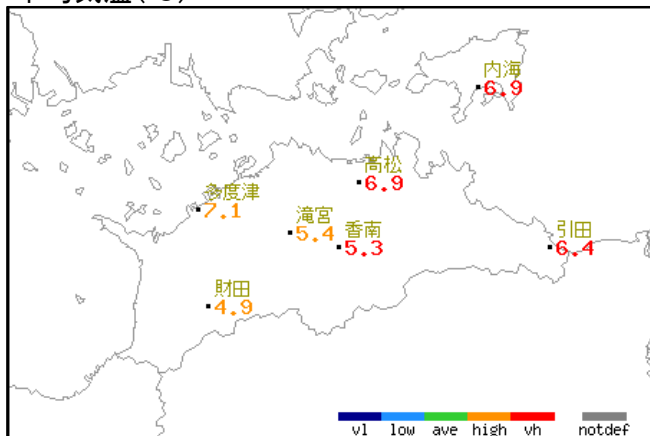 内海
6.9
高松
6.9
多度津
7.1
滝宮
5.4
香南
5.3
引田
6.4
財田
4.9
vl low ave high vh notdef